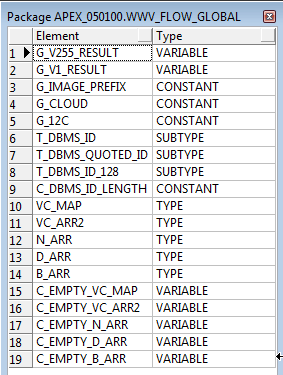 Package APEX_050100.WWV_FLOW_GLOBAL
Element Type
1 G_V255_RESULT VARIABLE
2 G_V1_RESULT VARIABLE
3 G_IMAGE_PREFIX CONSTANT
4 G_CLOUD CONSTANT
5 G_12C CONSTANT
6 T_DBMS_ID SUBTYPE
7 T_DBMS_QUOTED_ID SUBTYPE
8 T_DBMS_ID_128 SUBTYPE
9 C_DBMS_ID_LENGTH CONSTANT
10 VC_MAP TYPE
11 VC_ARR2 TYPE
12 N_ARR TYPE
13 D_ARR TYPE
14 B_ARR TYPE
15 C_EMPTY_VC_MAP VARIABLE
16 C_EMPTY_VC_ARR2 VARIABLE
17 C_EMPTY_N_ARR VARIABLE
18 C_EMPTY_D_ARR VARIABLE
19 C_EMPTY_B_ARR VARIABLE